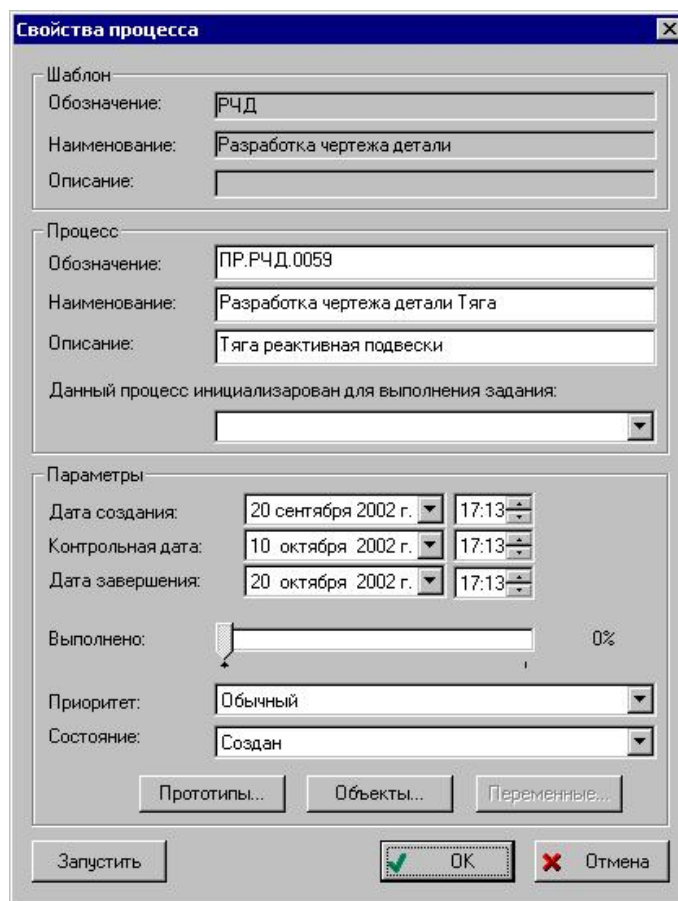 Свойства процесса
Шаблон
Обозначение: РЧД
Наименование: Разработка чертежа детали
Описание:
Процесс
Обозначение: ПР.РЧД.0059
Наименование: Разработка чертежа детали Тяга
Описание: Тяга реактивная подвески
Данный процесс инициализирован для выполнения задания:
Параметры
Дата создания: 20 сентября 2002 г. 17:13
Контрольная дата: 10 октября 2002 г. 17:13
Дата завершения: 20 октября 2002 г. 17:13
Выполнено: 0%
Приоритет: Обычный
Состояние: Создан
Прототипы... Объекты... Переменные...
Запустить OK Отмена